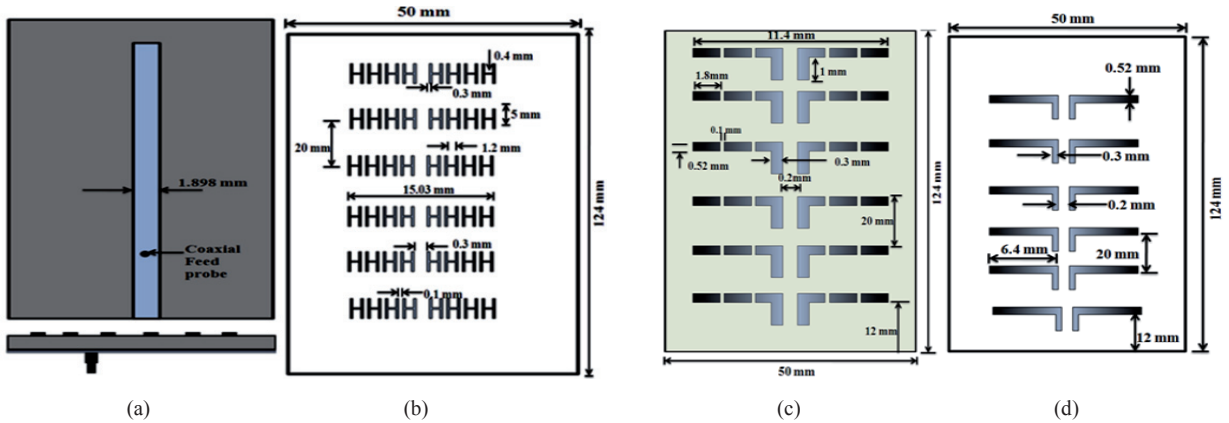 1.898 mm
Coaxial
Feed
probe
(a)
50 mm
0.4 mm
0.3 mm
5 mm
20 mm
1.2 mm
15.03 mm
0.3 mm
0.1 mm
124 mm
(b)
11.4 mm
1 mm
1.8mm
0.1 mm
0.52 mm
0.3 mm
0.2mm
20 mm
12 mm
124 mm
50 mm
(c)
50 mm
0.52 mm
0.3 mm
0.2 mm
6.4 mm
20 mm
12 mm
124 mm
(d)